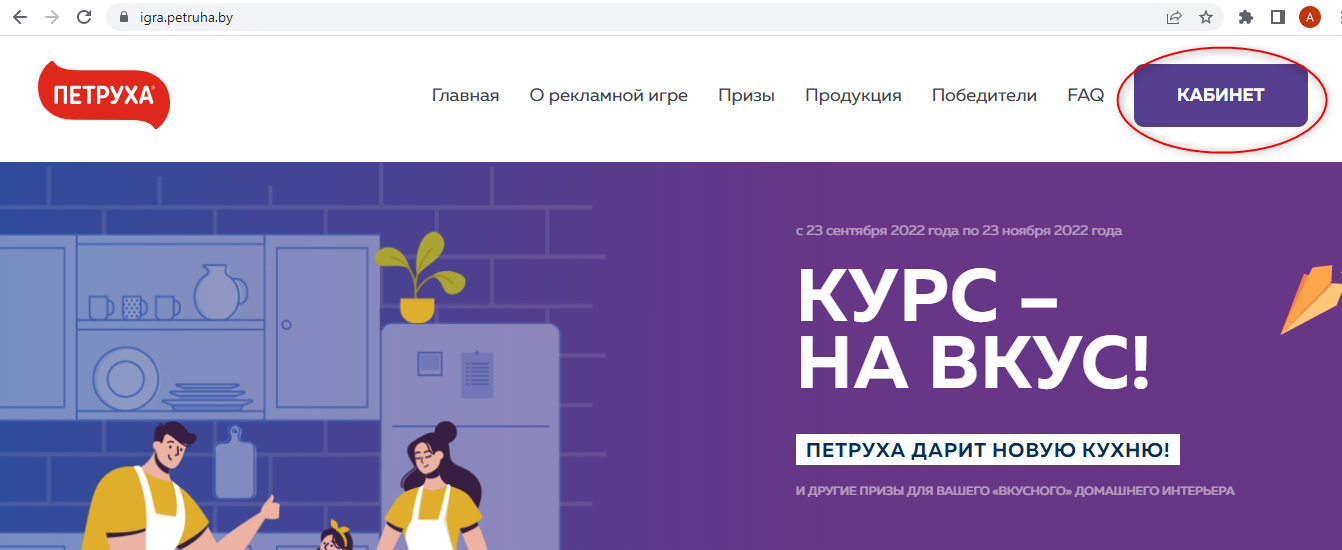 igra.petruha.by
A
ПЕТРУХА®
Главная О рекламной игре Призы Продукция Победители FAQ КАБИНЕТ
с 23 сентября 2022 года по 23 ноября 2022 года
КУРС –
НА ВКУС!
ПЕТРУХА ДАРИТ НОВУЮ КУХНЮ!
И ДРУГИЕ ПРИЗЫ ДЛЯ ВАШЕГО «ВКУСНОГО» ДОМАШНЕГО ИНТЕРЬЕРА